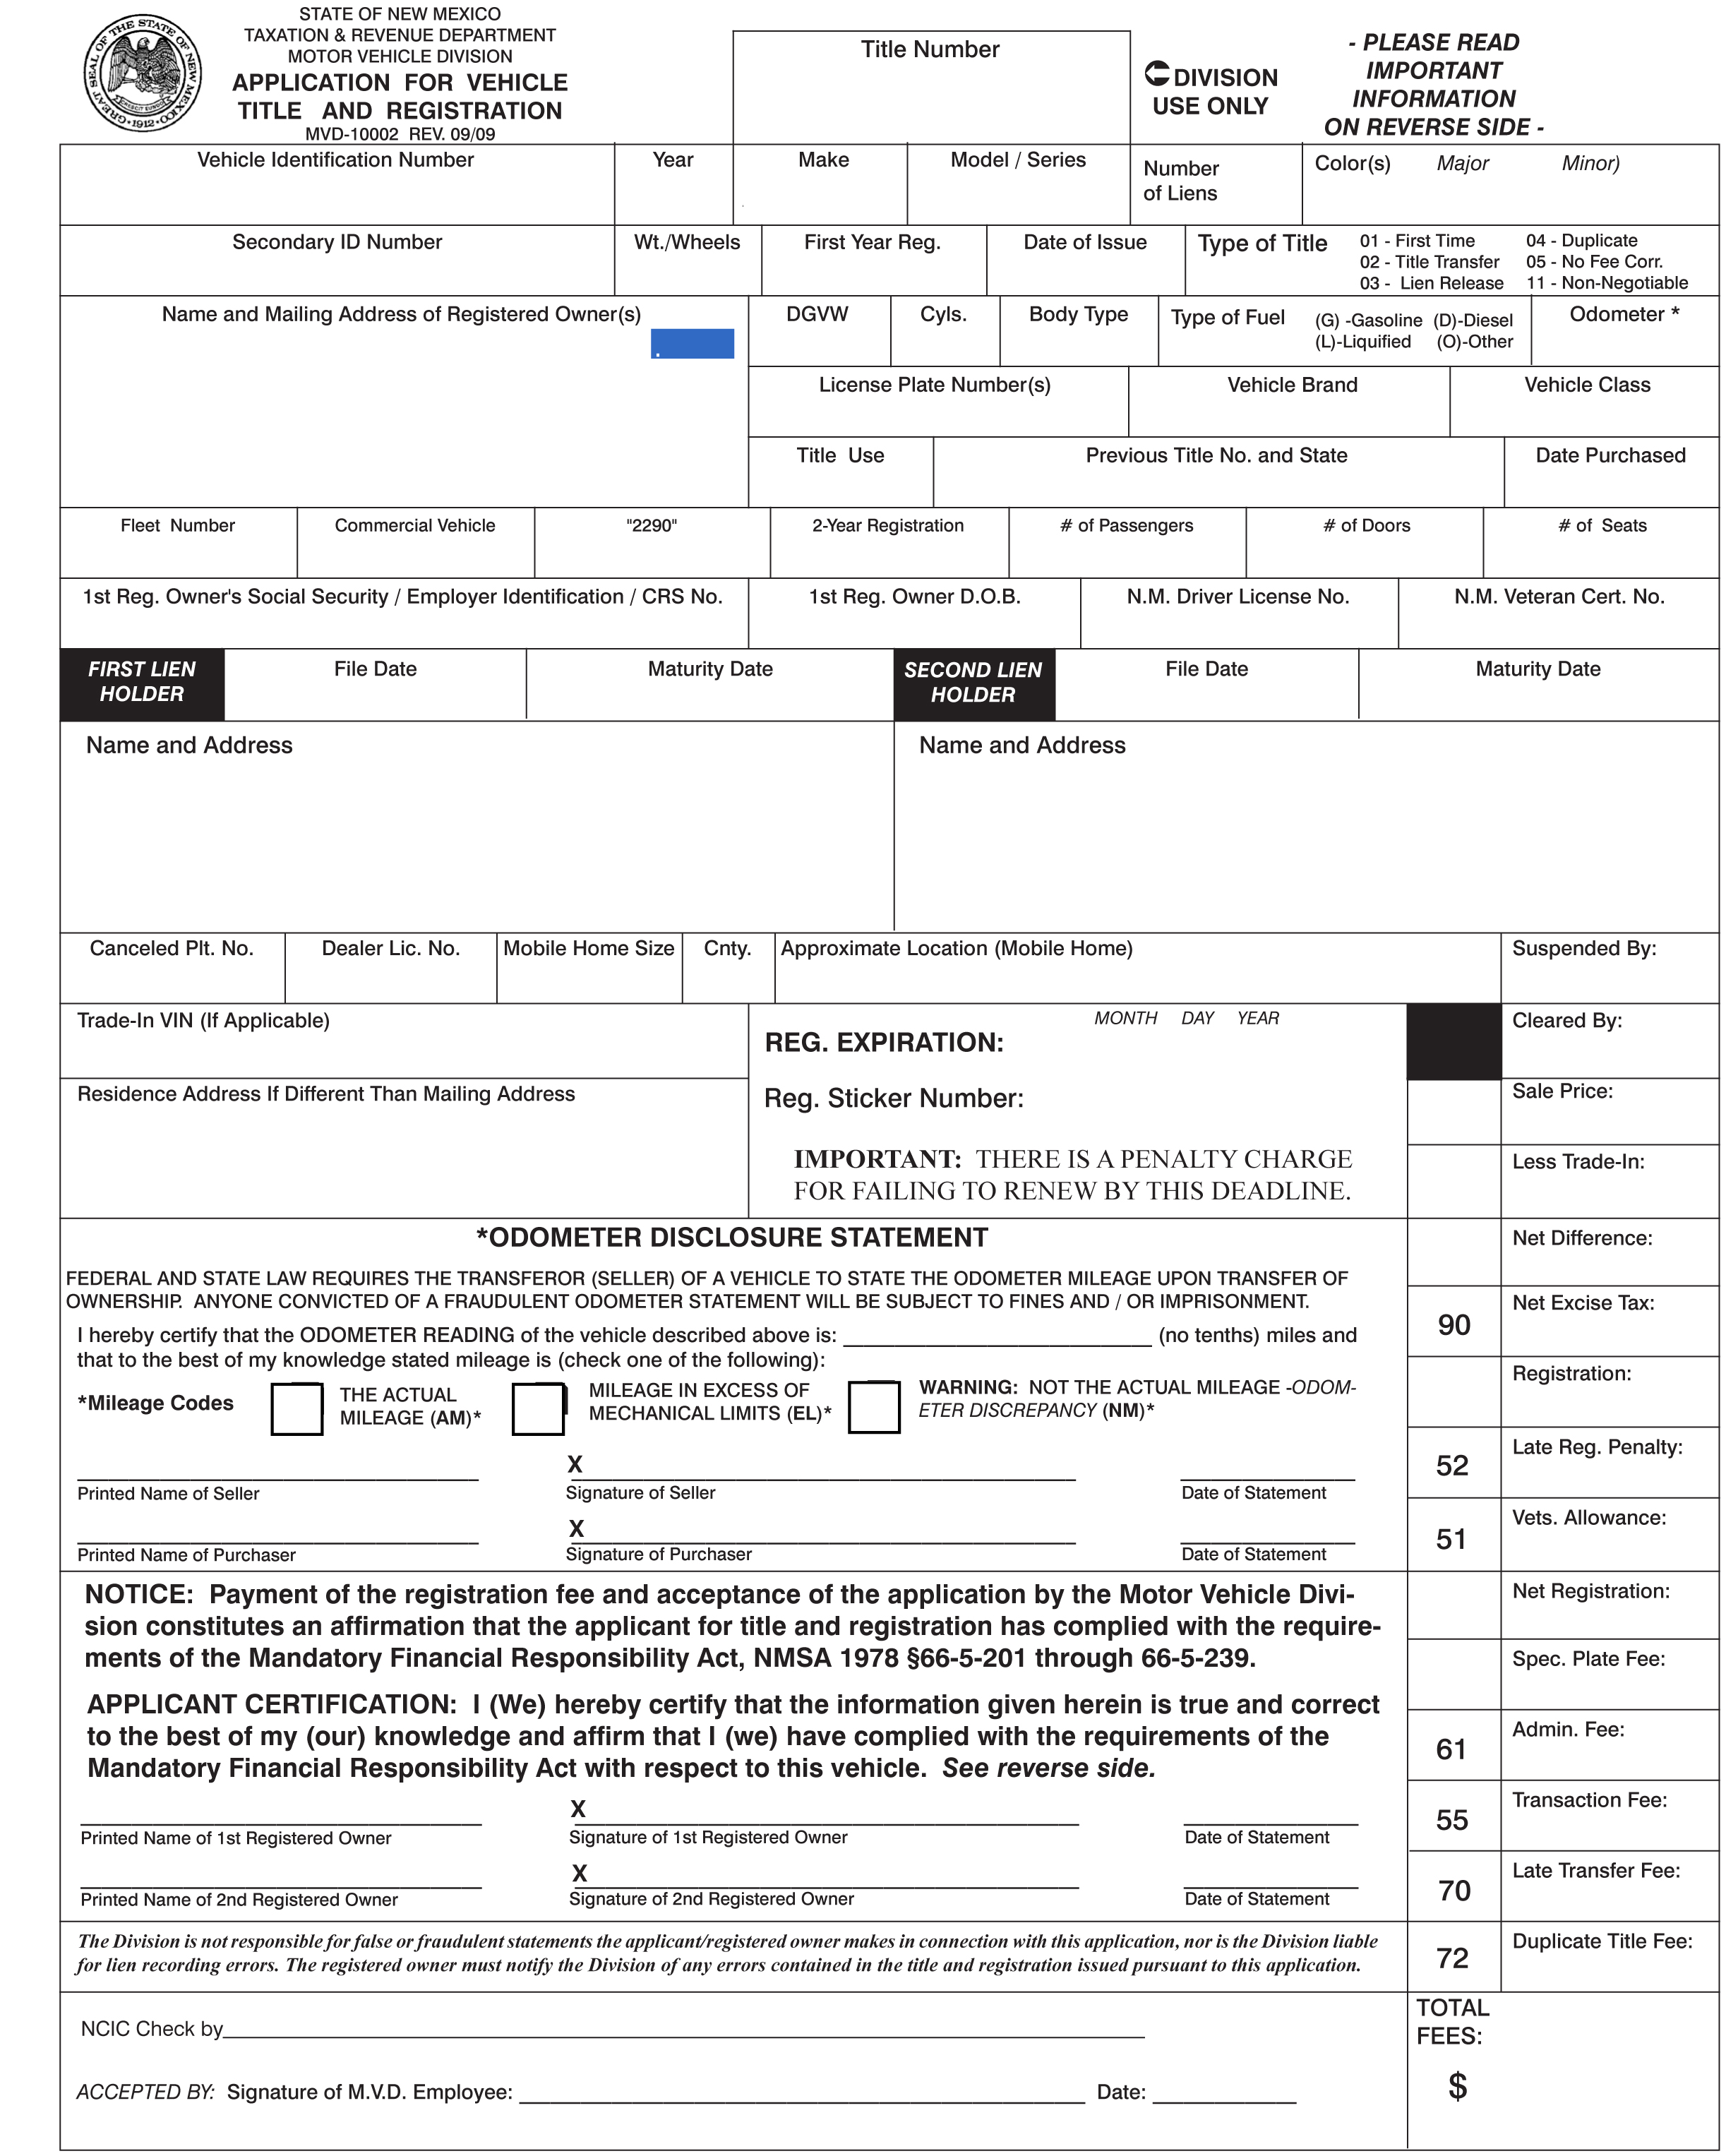 STATE OF NEW MEXICO
TAXATION & REVENUE DEPARTMENT
MOTOR VEHICLE DIVISION
APPLICATION FOR VEHICLE
TITLE AND REGISTRATION
MVD-10002 REV. 09/09
GREAT SEAL OF THE STATE OF NEW MEXICO
•1912•
Title Number
DIVISION
USE ONLY
- PLEASE READ
IMPORTANT
INFORMATION
ON REVERSE SIDE -
Vehicle Identification Number
Year
Make
Model / Series
Number
of Liens
Color(s) Major Minor)
Secondary ID Number
Wt./Wheels
First Year Reg.
Date of Issue
Type of Title
01 - First Time 04 - Duplicate
02 - Title Transfer 05 - No Fee Corr.
03 - Lien Release 11 - Non-Negotiable
Name and Mailing Address of Registered Owner(s)
DGVW
Cyls.
Body Type
Type of Fuel
(G) -Gasoline (D)-Diesel
(L)-Liquified (O)-Other
Odometer *
License Plate Number(s)
Vehicle Brand
Vehicle Class
Title Use
Previous Title No. and State
Date Purchased
Fleet Number
Commercial Vehicle
"2290"
2-Year Registration
# of Passengers
# of Doors
# of Seats
1st Reg. Owner's Social Security / Employer Identification / CRS No.
1st Reg. Owner D.O.B.
N.M. Driver License No.
N.M. Veteran Cert. No.
FIRST LIEN
HOLDER
File Date
Maturity Date
SECOND LIEN
HOLDER
File Date
Maturity Date
Name and Address
Name and Address
Canceled Plt. No.
Dealer Lic. No.
Mobile Home Size
Cnty.
Approximate Location (Mobile Home)
Suspended By:
Trade-In VIN (If Applicable)
MONTH DAY YEAR
REG. EXPIRATION:
Cleared By:
Residence Address If Different Than Mailing Address
Reg. Sticker Number:
Sale Price:
IMPORTANT: THERE IS A PENALTY CHARGE
FOR FAILING TO RENEW BY THIS DEADLINE.
Less Trade-In:
*ODOMETER DISCLOSURE STATEMENT
Net Difference:
FEDERAL AND STATE LAW REQUIRES THE TRANSFEROR (SELLER) OF A VEHICLE TO STATE THE ODOMETER MILEAGE UPON TRANSFER OF
OWNERSHIP. ANYONE CONVICTED OF A FRAUDULENT ODOMETER STATEMENT WILL BE SUBJECT TO FINES AND / OR IMPRISONMENT.
90 Net Excise Tax:
I hereby certify that the ODOMETER READING of the vehicle described above is: ____ (no tenths) miles and
that to the best of my knowledge stated mileage is (check one of the following):
Registration:
*Mileage Codes
THE ACTUAL
MILEAGE (AM)*
MILEAGE IN EXCESS OF
MECHANICAL LIMITS (EL)*
WARNING: NOT THE ACTUAL MILEAGE -ODOM-
ETER DISCREPANCY (NM)*
52 Late Reg. Penalty:
X
Printed Name of Seller
Signature of Seller
Date of Statement
51 Vets. Allowance:
X
Printed Name of Purchaser
Signature of Purchaser
Date of Statement
NOTICE: Payment of the registration fee and acceptance of the application by the Motor Vehicle Divi-
sion constitutes an affirmation that the applicant for title and registration has complied with the require-
ments of the Mandatory Financial Responsibility Act, NMSA 1978 §66-5-201 through 66-5-239.
Net Registration:
Spec. Plate Fee:
APPLICANT CERTIFICATION: I (We) hereby certify that the information given herein is true and correct
to the best of my (our) knowledge and affirm that I (we) have complied with the requirements of the
Mandatory Financial Responsibility Act with respect to this vehicle. See reverse side.
61 Admin. Fee:
X
Printed Name of 1st Registered Owner
Signature of 1st Registered Owner
Date of Statement
55 Transaction Fee:
X
Printed Name of 2nd Registered Owner
Signature of 2nd Registered Owner
Date of Statement
70 Late Transfer Fee:
The Division is not responsible for false or fraudulent statements the applicant/registered owner makes in connection with this application, nor is the Division liable
for lien recording errors. The registered owner must notify the Division of any errors contained in the title and registration issued pursuant to this application.
72 Duplicate Title Fee:
NCIC Check by____
TOTAL
FEES:
$
ACCEPTED BY: Signature of M.V.D. Employee: ____ Date: ____